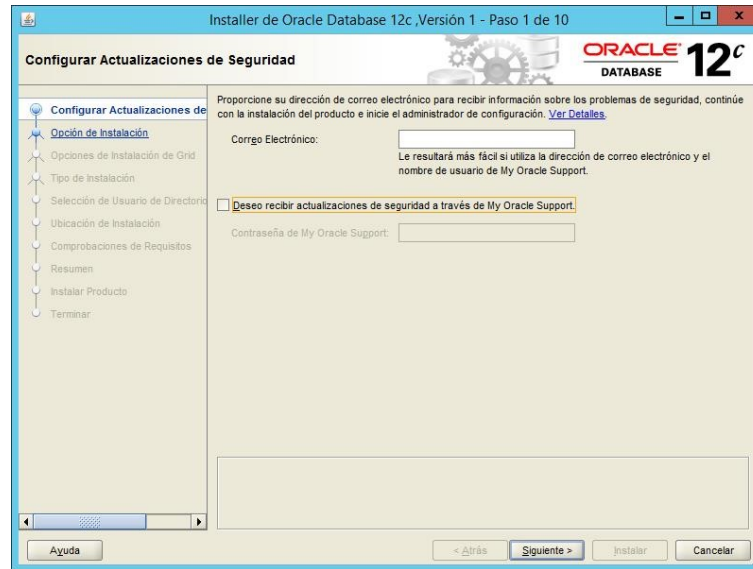 Installer de Oracle Database 12c ,Versión 1 - Paso 1 de 10
Configurar Actualizaciones de Seguridad
ORACLE
DATABASE
12c
Configurar Actualizaciones de
Opción de Instalación
Opciones de Instalación de Grid
Tipo de Instalación
Selección de Usuario de Directorio
Ubicación de Instalación
Comprobaciones de Requisitos
Resumen
Instalar Producto
Terminar
Proporcione su dirección de correo electrónico para recibir información sobre los problemas de seguridad, continúe
con la instalación del producto e inicie el administrador de configuración. Ver Detalles.
Correo Electrónico:
Le resultará más fácil si utiliza la dirección de correo electrónico y el
nombre de usuario de My Oracle Support.
Deseo recibir actualizaciones de seguridad a través de My Oracle Support.
Contraseña de My Oracle Support:
Ayuda
< Atrás
Siguiente >
Instalar
Cancelar